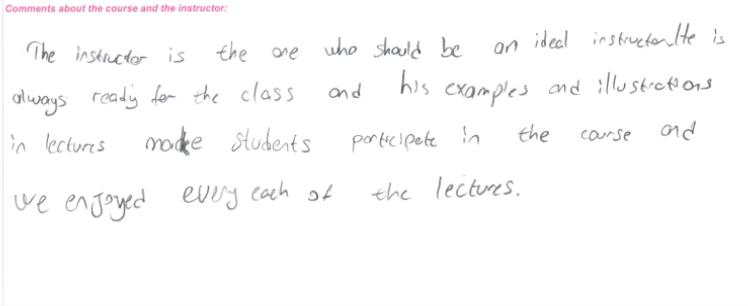 Comments about the course and the instructor:
The instructor is the one who should be an ideal instructor. He is
always ready for the class and his examples and illustrations
in lectures make students participate in the course and
we enjoyed every each of the lectures.